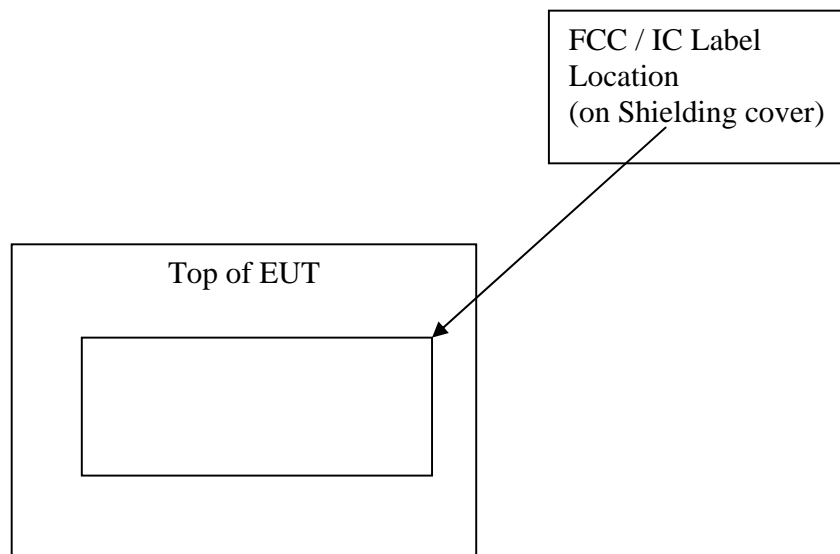 FCC / IC Label
Location
(on Shielding cover)
Top of EUT